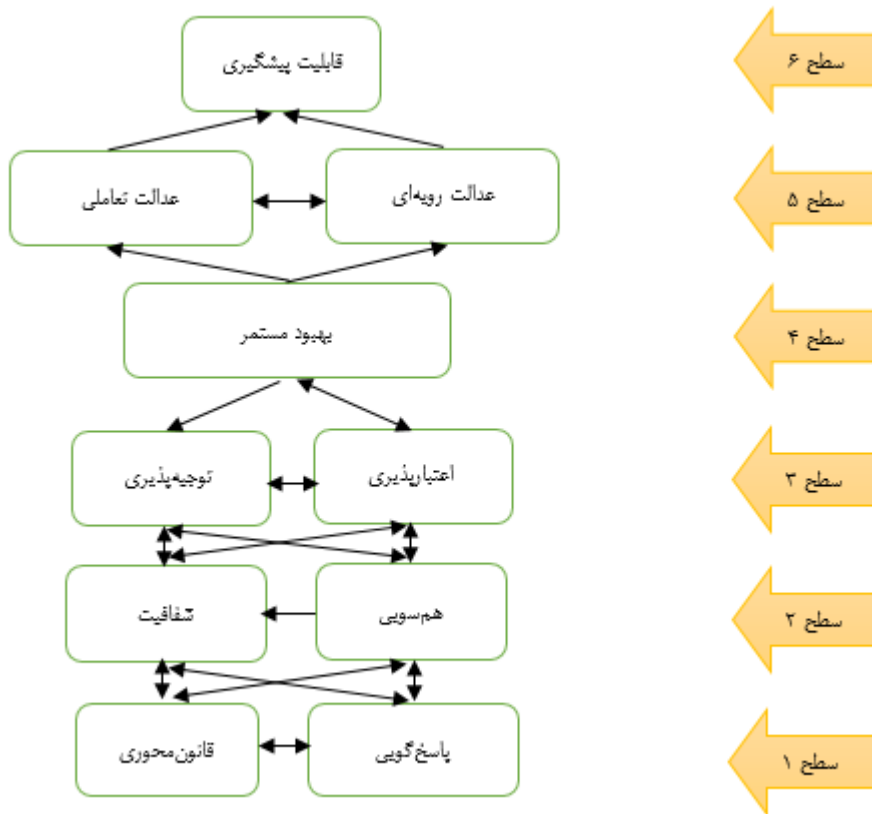 قابلیت پیشگیری
سطح ۶
عدالت رویه‌ای
عدالت تعاملی
سطح ۵
بهبود مستمر
سطح ۴
اعتبارپذیری
توجیه‌پذیری
سطح ۳
هم‌سویی
شفافیت
سطح ۲
پاسخ‌گویی
قانون‌محوری
سطح ۱